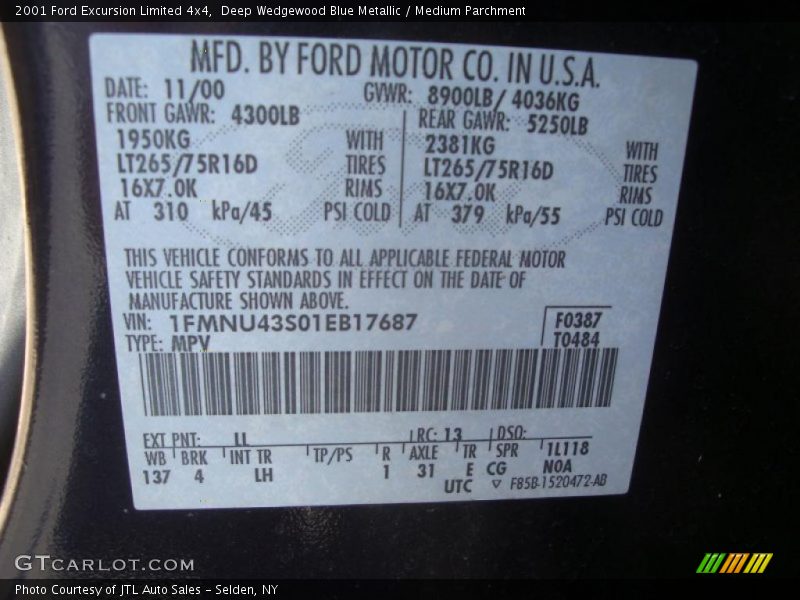 2001 Ford Excursion Limited 4x4, Deep Wedgewood Blue Metallic / Medium Parchment
MFD. BY FORD MOTOR CO. IN U.S.A.
DATE: 11/00 GVWR: 8900LB/ 4036KG
FRONT GAWR: 4300LB REAR GAWR: 5250LB
1950KG WITH 2381KG WITH
LT265/75R16D TIRES LT265/75R16D TIRES
16X7.0K RIMS 16X7.0K RIMS
AT 310 kPa/45 PSI COLD AT 379 kPa/55 PSI COLD
THIS VEHICLE CONFORMS TO ALL APPLICABLE FEDERAL MOTOR
VEHICLE SAFETY STANDARDS IN EFFECT ON THE DATE OF
MANUFACTURE SHOWN ABOVE.
VIN: 1FMNU43S01EB17687 F0387
TYPE: MPV T0484
EXT PNT: LL RC: 13 DSO:
WB BRK INT TR TP/PS R AXLE TR SPR 1L118
137 4 LH 1 31 E CG N0A
UTC ▽ F85B-1520472-AB
GTCARLOT.COM
Photo Courtesy of JTL Auto Sales - Selden, NY